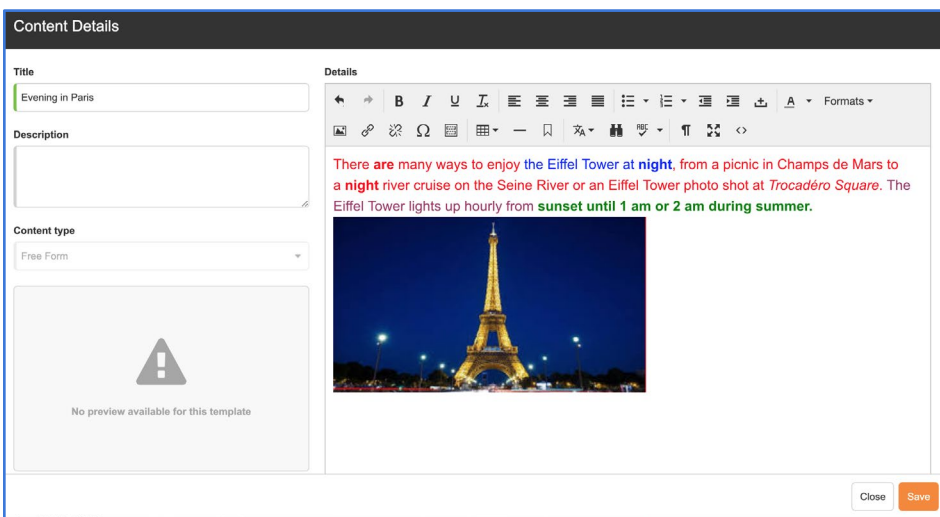 Content Details
Title
Evening in Paris
Description
Content type
Free Form
No preview available for this template
Details
Formats
There are many ways to enjoy the Eiffel Tower at night, from a picnic in Champs de Mars to
a night river cruise on the Seine River or an Eiffel Tower photo shot at Trocadéro Square. The
Eiffel Tower lights up hourly from sunset until 1 am or 2 am during summer.
Close
Save